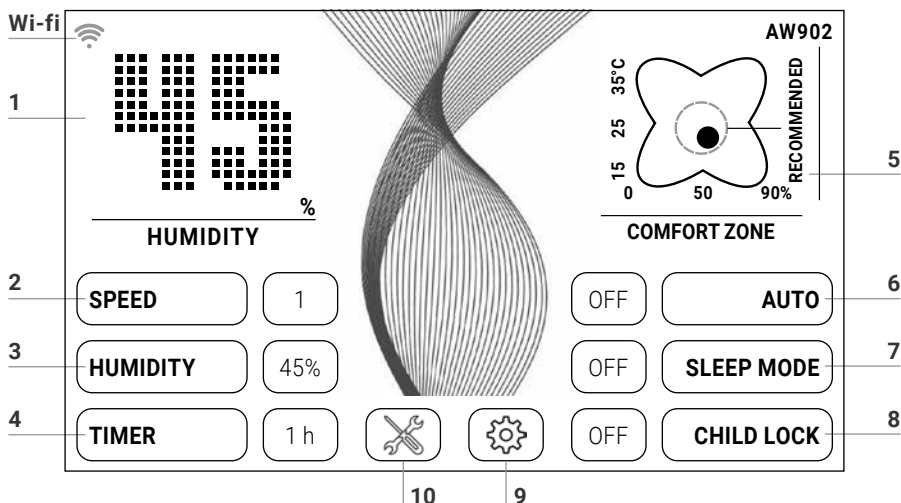 Wi-fi
AW902
1
45
%
HUMIDITY
35°C
25
15
0 50 90%
RECOMMENDED
5
COMFORT ZONE
2 SPEED 1 OFF AUTO 6
3 HUMIDITY 45% OFF SLEEP MODE 7
4 TIMER 1 h OFF CHILD LOCK 8
10 9